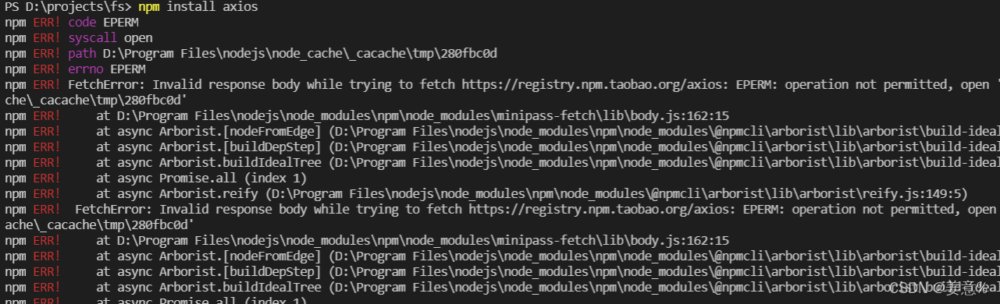 PS D:\projects\fs> npm install axios
npm ERR! code EPERM
npm ERR! syscall open
npm ERR! path D:\Program Files\nodejs\node_cache\_cacache\tmp\280fbc0d
npm ERR! errno EPERM
npm ERR! FetchError: Invalid response body while trying to fetch https://registry.npm.taobao.org/axios: EPERM: operation not permitted, open '
che\_cacache\tmp\280fbc0d'
npm ERR!     at D:\Program Files\nodejs\node_modules\npm\node_modules\minipass-fetch\lib\body.js:162:15
npm ERR!     at async Arborist.[nodeFromEdge] (D:\Program Files\nodejs\node_modules\npm\node_modules\@npmcli\arborist\lib\arborist\build-ideal
npm ERR!     at async Arborist.[buildDepStep] (D:\Program Files\nodejs\node_modules\npm\node_modules\@npmcli\arborist\lib\arborist\build-ideal
npm ERR!     at async Arborist.buildIdealTree (D:\Program Files\nodejs\node_modules\npm\node_modules\@npmcli\arborist\lib\arborist\build-ideal
npm ERR!     at async Promise.all (index 1)
npm ERR!     at async Arborist.reify (D:\Program Files\nodejs\node_modules\npm\node_modules\@npmcli\arborist\lib\arborist\reify.js:149:5)
npm ERR!  FetchError: Invalid response body while trying to fetch https://registry.npm.taobao.org/axios: EPERM: operation not permitted, open
ache\_cacache\tmp\280fbc0d'
npm ERR!     at D:\Program Files\nodejs\node_modules\npm\node_modules\minipass-fetch\lib\body.js:162:15
npm ERR!     at async Arborist.[nodeFromEdge] (D:\Program Files\nodejs\node_modules\npm\node_modules\@npmcli\arborist\lib\arborist\build-ideal
npm ERR!     at async Arborist.[buildDepStep] (D:\Program Files\nodejs\node_modules\npm\node_modules\@npmcli\arborist\lib\arborist\build-ideal
npm ERR!     at async Arborist.buildIdealTree (D:\Program Files\nodejs\node_modules\npm\node_modules\@npmcli\arborist\lib\arborist\build-ideal
npm ERR!     at async Promise.all (index 1)
CSDN @姜意%